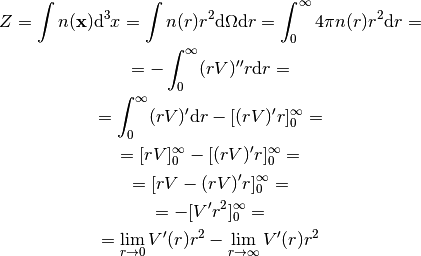 Z = ∫ n(𝐱)d³x = ∫ n(r)r²dΩdr = ∫₀^∞ 4πn(r)r²dr =
= − ∫₀^∞ (rV)″rdr =
= ∫₀^∞ (rV)′dr − [(rV)′r]₀^∞ =
= [rV]₀^∞ − [(rV)′r]₀^∞ =
= [rV − (rV)′r]₀^∞ =
= −[V′r²]₀^∞ =
= lim_{r→0} V′(r)r² − lim_{r→∞} V′(r)r²